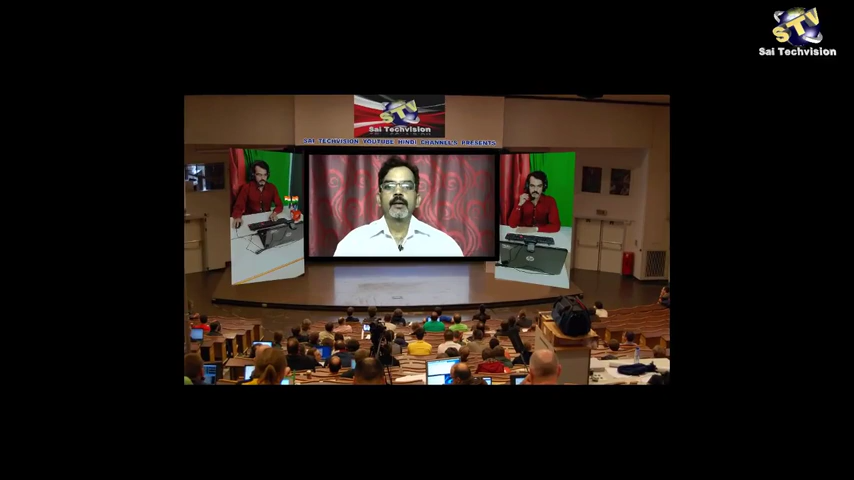 STV
Sai Techvision
STV
Sai Techvision
SAI TECHVISION YOUTUBE HINDI CHANNEL'S PRESENTS